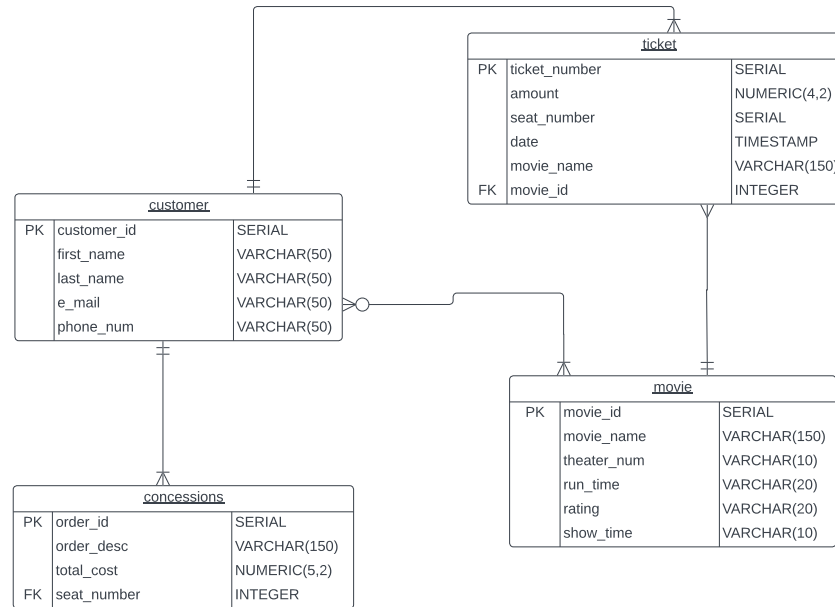 ticket
PK ticket_number SERIAL
amount NUMERIC(4,2)
seat_number SERIAL
date TIMESTAMP
movie_name VARCHAR(150)
FK movie_id INTEGER
customer
PK customer_id SERIAL
first_name VARCHAR(50)
last_name VARCHAR(50)
e_mail VARCHAR(50)
phone_num VARCHAR(50)
movie
PK movie_id SERIAL
movie_name VARCHAR(150)
theater_num VARCHAR(10)
run_time VARCHAR(20)
rating VARCHAR(20)
show_time VARCHAR(10)
concessions
PK order_id SERIAL
order_desc VARCHAR(150)
total_cost NUMERIC(5,2)
FK seat_number INTEGER